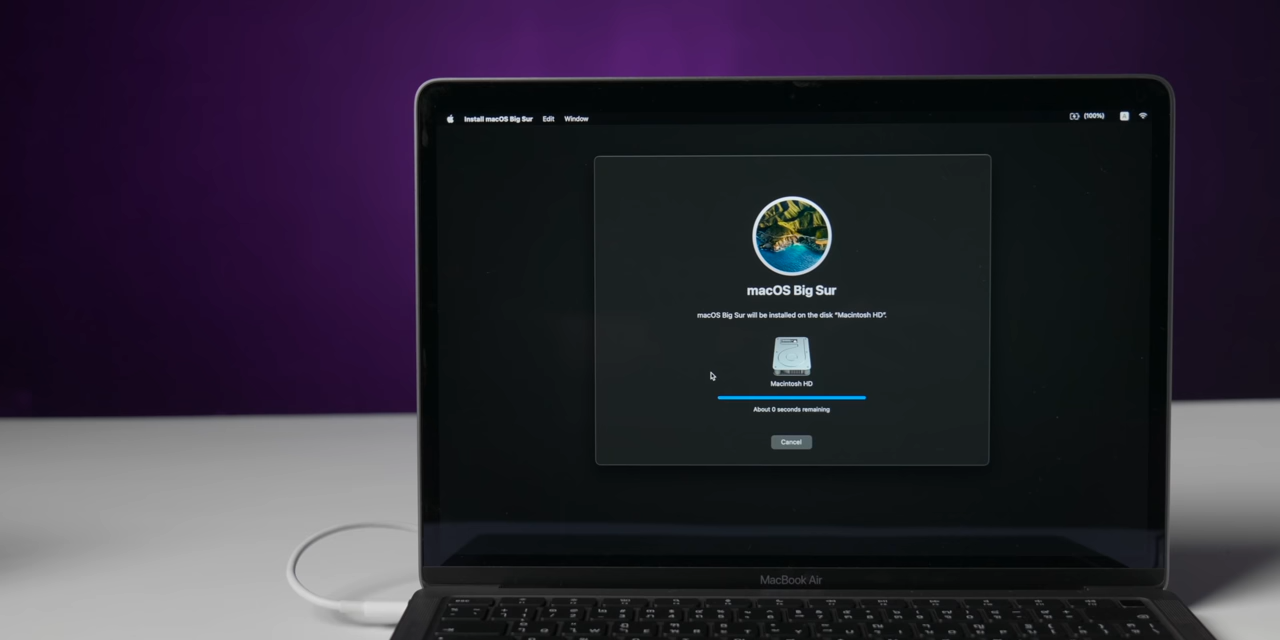 Install macOS Big Sur Edit Window (100%)
macOS Big Sur
macOS Big Sur will be installed on the disk "Macintosh HD".
Macintosh HD
About 0 seconds remaining
Cancel
MacBook Air